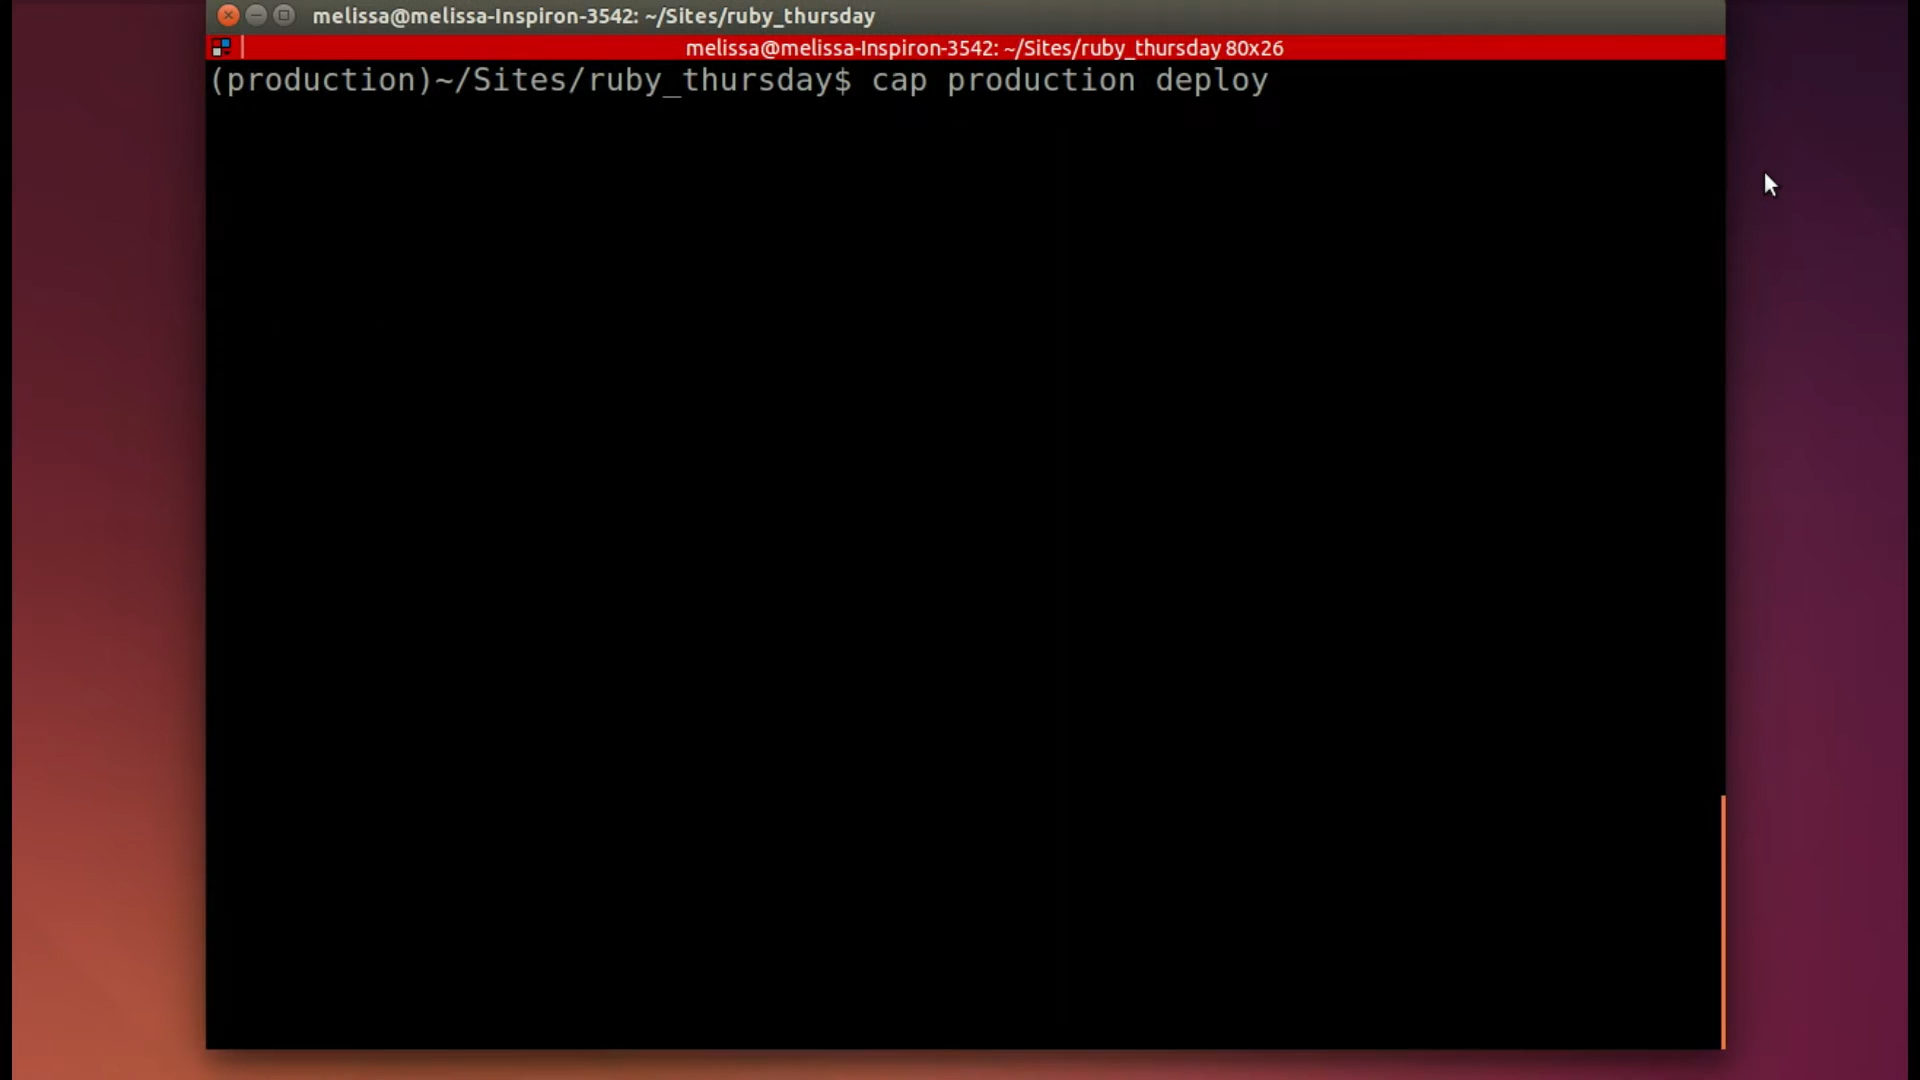 melissa@melissa-Inspiron-3542: ~/Sites/ruby_thursday
melissa@melissa-Inspiron-3542: ~/Sites/ruby_thursday 80x26
(production)~/Sites/ruby_thursday$ cap production deploy